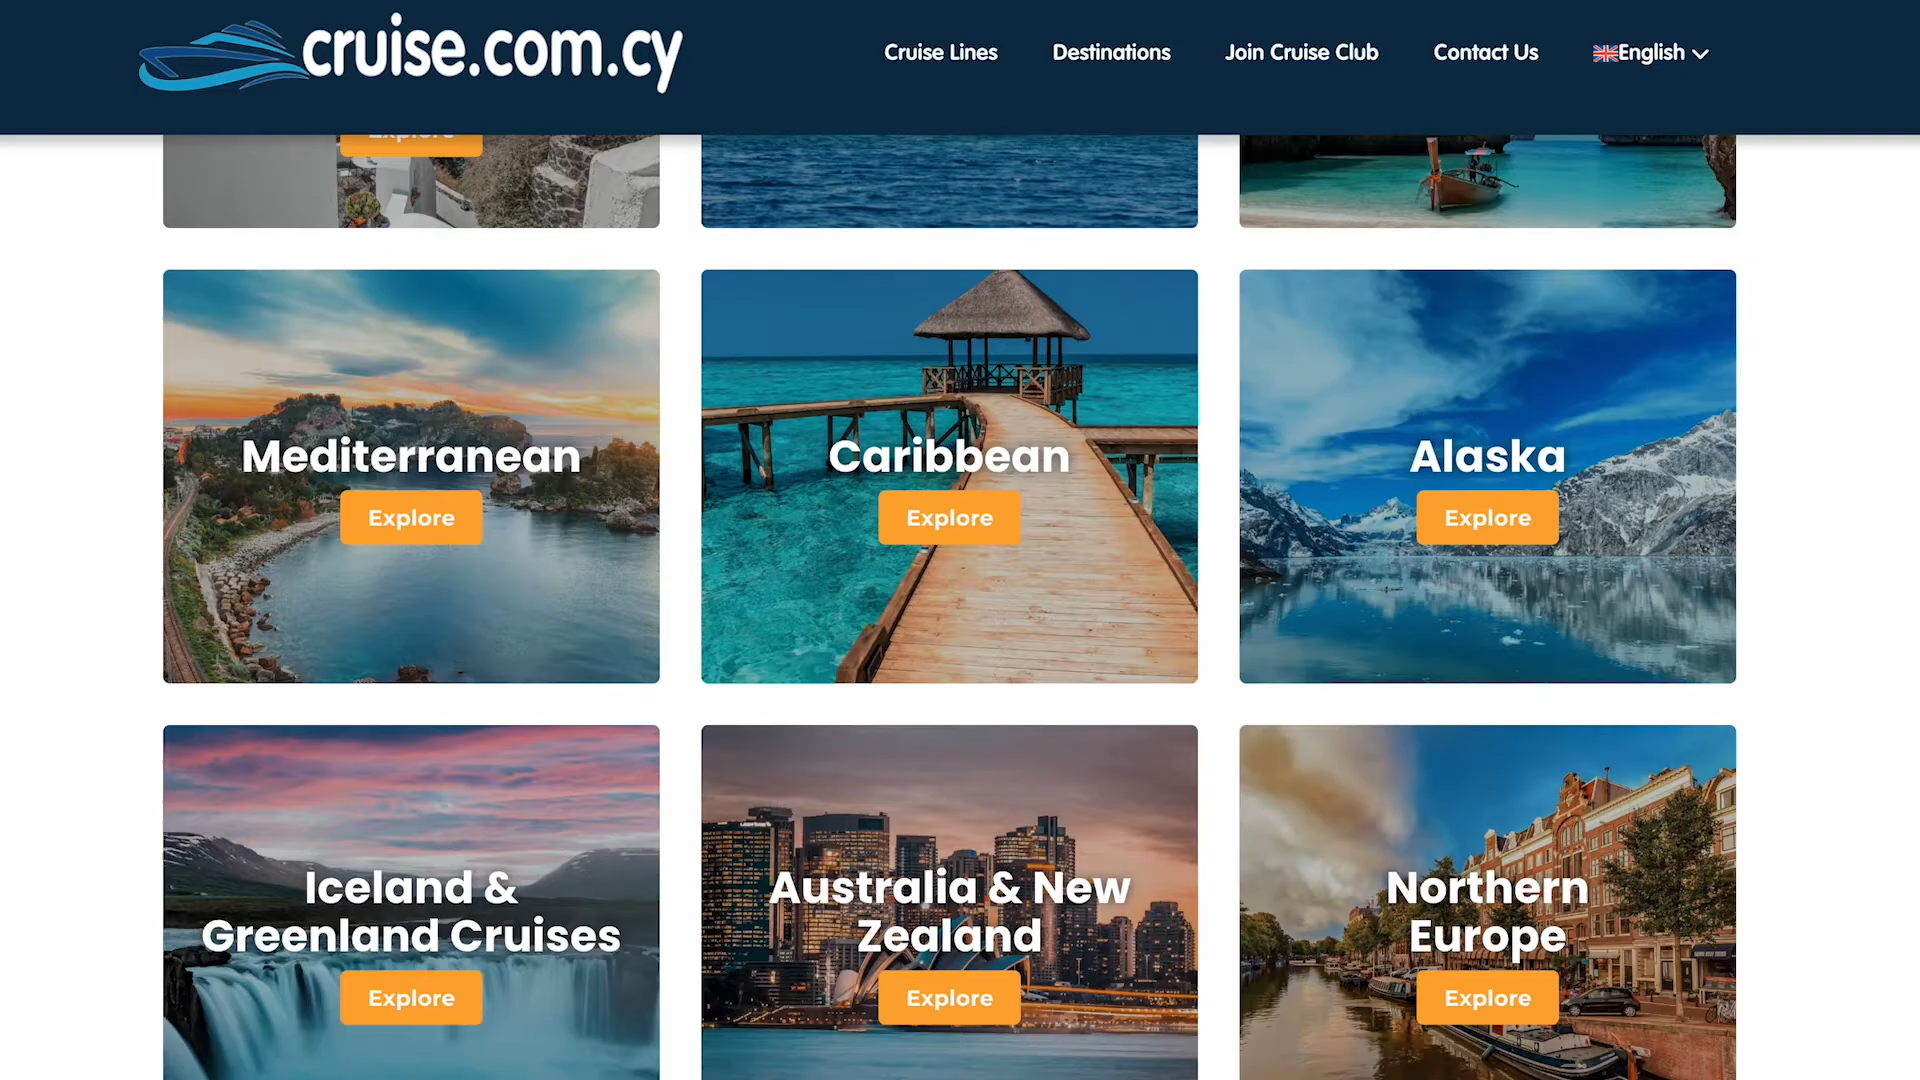 cruise.com.cy
Cruise Lines
Destinations
Join Cruise Club
Contact Us
English
Explore
Mediterranean
Explore
Caribbean
Explore
Alaska
Explore
Iceland &
Greenland Cruises
Explore
Australia & New
Zealand
Explore
Northern
Europe
Explore